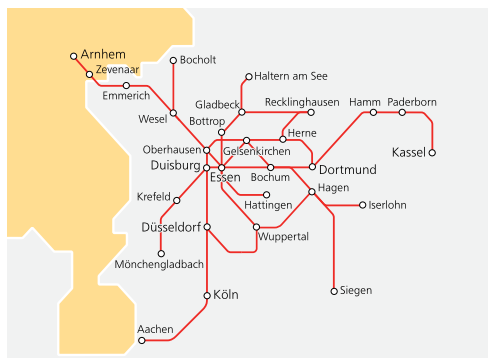 Arnhem
Zevenaar
Bocholt
Emmerich
Haltern am See
Wesel
Gladbeck
Recklinghausen
Hamm
Paderborn
Bottrop
Herne
Oberhausen
Gelsenkirchen
Kassel
Duisburg
Essen
Bochum
Dortmund
Krefeld
Hattingen
Hagen
Iserlohn
Düsseldorf
Wuppertal
Mönchengladbach
Köln
Siegen
Aachen